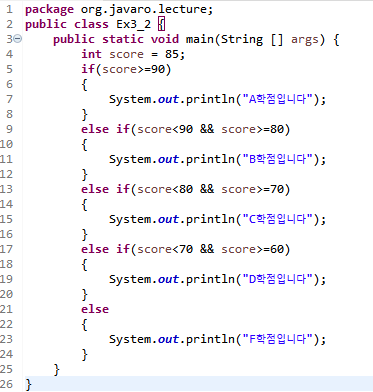 1 package org.javaro.lecture;
2 public class Ex3_2 {
3 public static void main(String [] args) {
4 int score = 85;
5 if(score>=90)
6 {
7 System.out.println("A학점입니다");
8 }
9 else if(score<90 && score>=80)
10 {
11 System.out.println("B학점입니다");
12 }
13 else if(score<80 && score>=70)
14 {
15 System.out.println("C학점입니다");
16 }
17 else if(score<70 && score>=60)
18 {
19 System.out.println("D학점입니다");
20 }
21 else
22 {
23 System.out.println("F학점입니다");
24 }
25 }
26 }